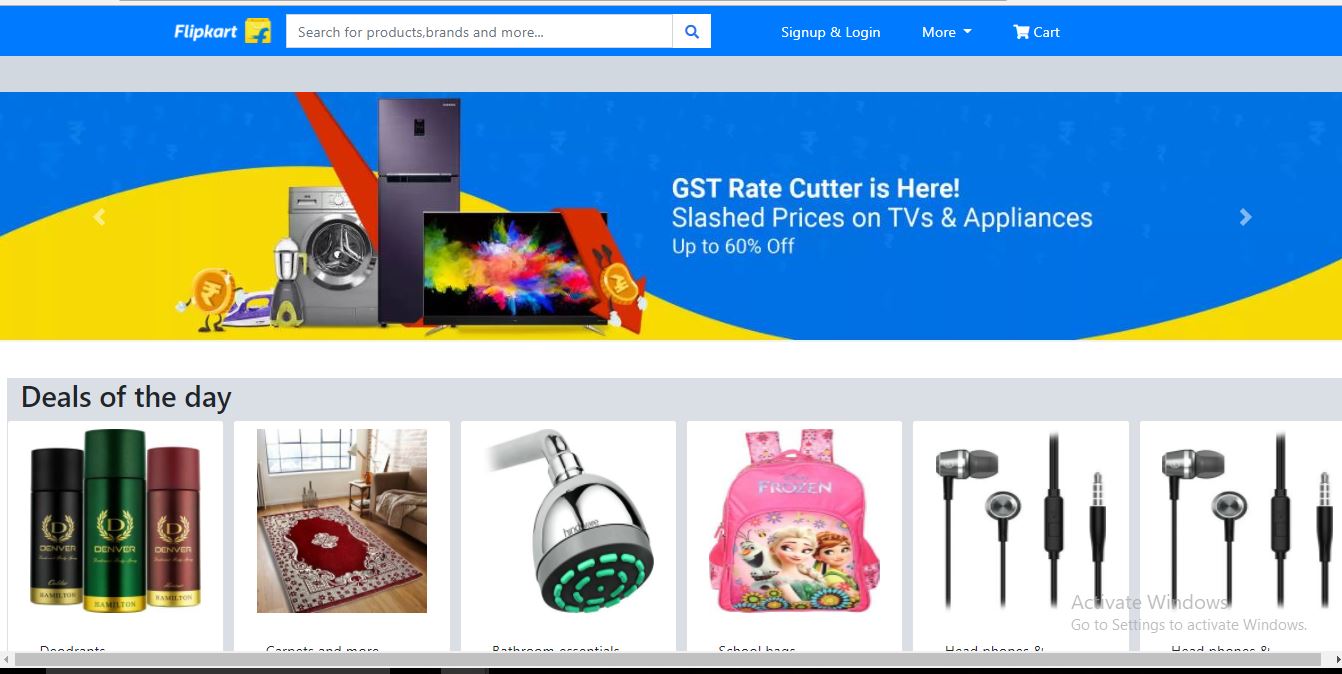 Flipkart
Search for products,brands and more...
Signup & Login
More
Cart
SAMSUNG
GST Rate Cutter is Here!
Slashed Prices on TVs & Appliances
Up to 60% Off
Deals of the day
D
DENVER
HAMILTON
D
DENVER
HAMILTON
D
DENVER
HAMILTON
hindware
FROZEN
Activate Windows
Go to Settings to activate Windows.
Deodrants
Carpets and more
Bathroom essentials
School bags
Head phones &
Head phones &